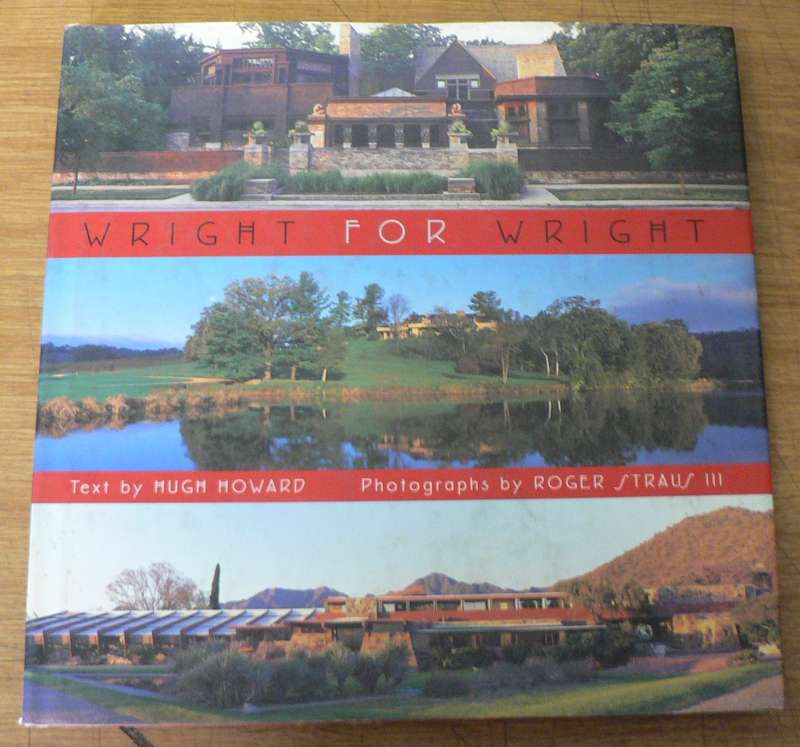 WRIGHT FOR WRIGHT
Text by HUGH HOWARD Photographs by ROGER STRAUS III